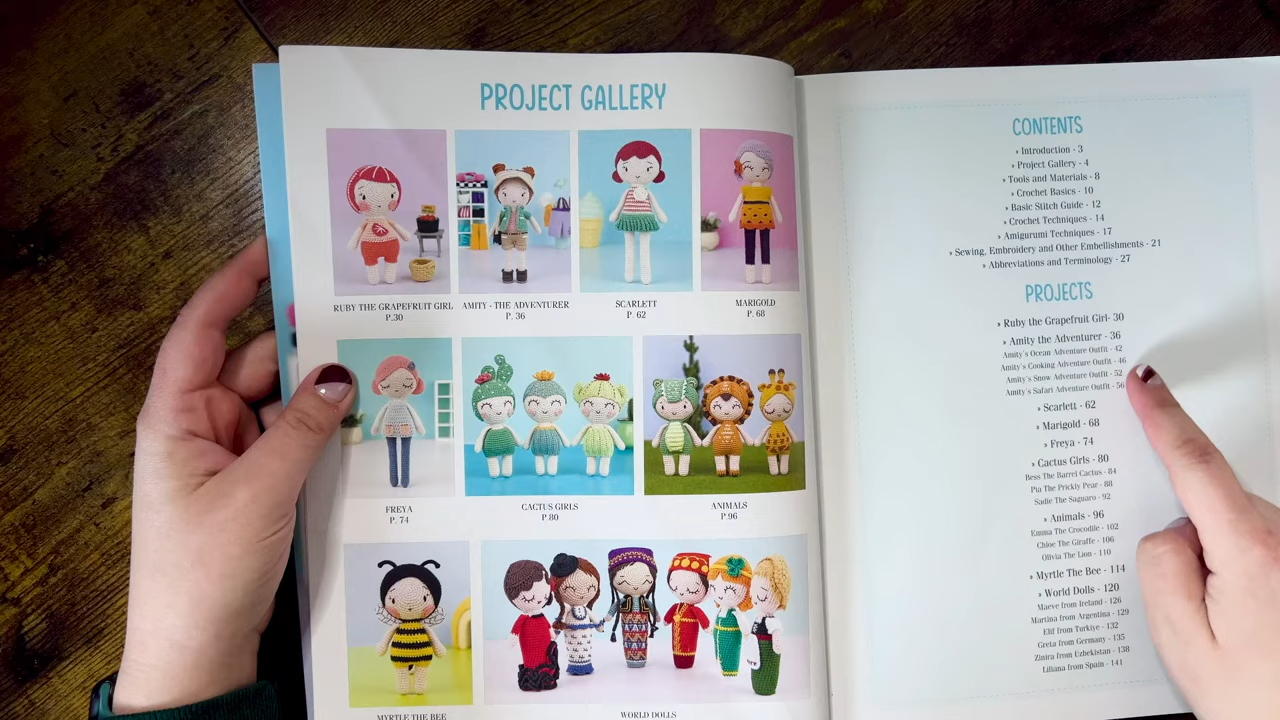 PROJECT GALLERY
RUBY THE GRAPEFRUIT GIRL
P.30
AMITY - THE ADVENTURER
P. 36
SCARLETT
P. 62
MARIGOLD
P. 68
FREYA
P. 74
CACTUS GIRLS
P.80
ANIMALS
P.96
MYRTLE THE BEE
WORLD DOLLS
CONTENTS
» Introduction - 3
» Project Gallery - 4
» Tools and Materials - 8
» Crochet Basics - 10
» Basic Stitch Guide - 12
» Crochet Techniques - 14
» Amigurumi Techniques - 17
» Sewing, Embroidery and Other Embellishments - 21
» Abbreviations and Terminology - 27
PROJECTS
» Ruby the Grapefruit Girl- 30
» Amity the Adventurer - 36
Amity's Ocean Adventure Outfit - 42
Amity's Cooking Adventure Outfit - 46
Amity's Snow Adventure Outfit - 52
Amity's Safari Adventure Outfit - 56
» Scarlett - 62
» Marigold - 68
» Freya - 74
» Cactus Girls - 80
Bess The Barrel Cactus - 84
Pia The Prickly Pear - 88
Sadie The Saguaro - 92
» Animals - 96
Emma The Crocodile - 102
Chloe The Giraffe - 106
Olivia The Lion - 110
» Myrtle The Bee - 114
» World Dolls - 120
Maeve from Ireland - 126
Martina from Argentina - 129
Elif from Turkiye - 132
Greta from Germany - 135
Zinira from Uzbekistan - 138
Liliana from Spain - 141